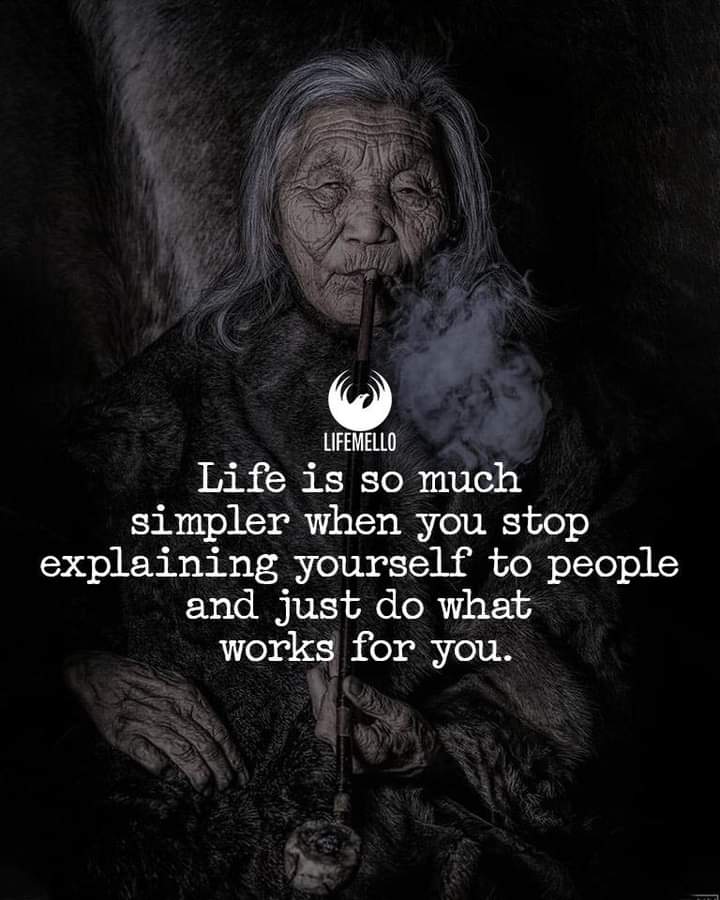 LIFEMELLO
Life is so much
simpler when you stop
explaining yourself to people
and just do what
works for you.